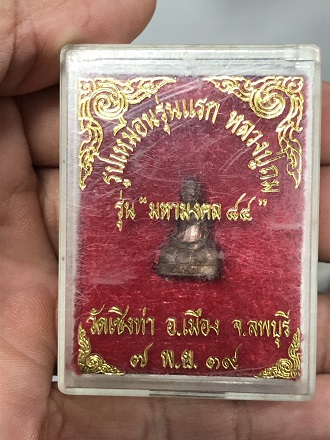 รูปเหมือนรุ่นแรก หลวงปู่ถม
รุ่น "มหามงคล ๘๔"
วัดเชิงท่า อ.เมือง จ.ลพบุรี
๗ พ.ย. ๓๙